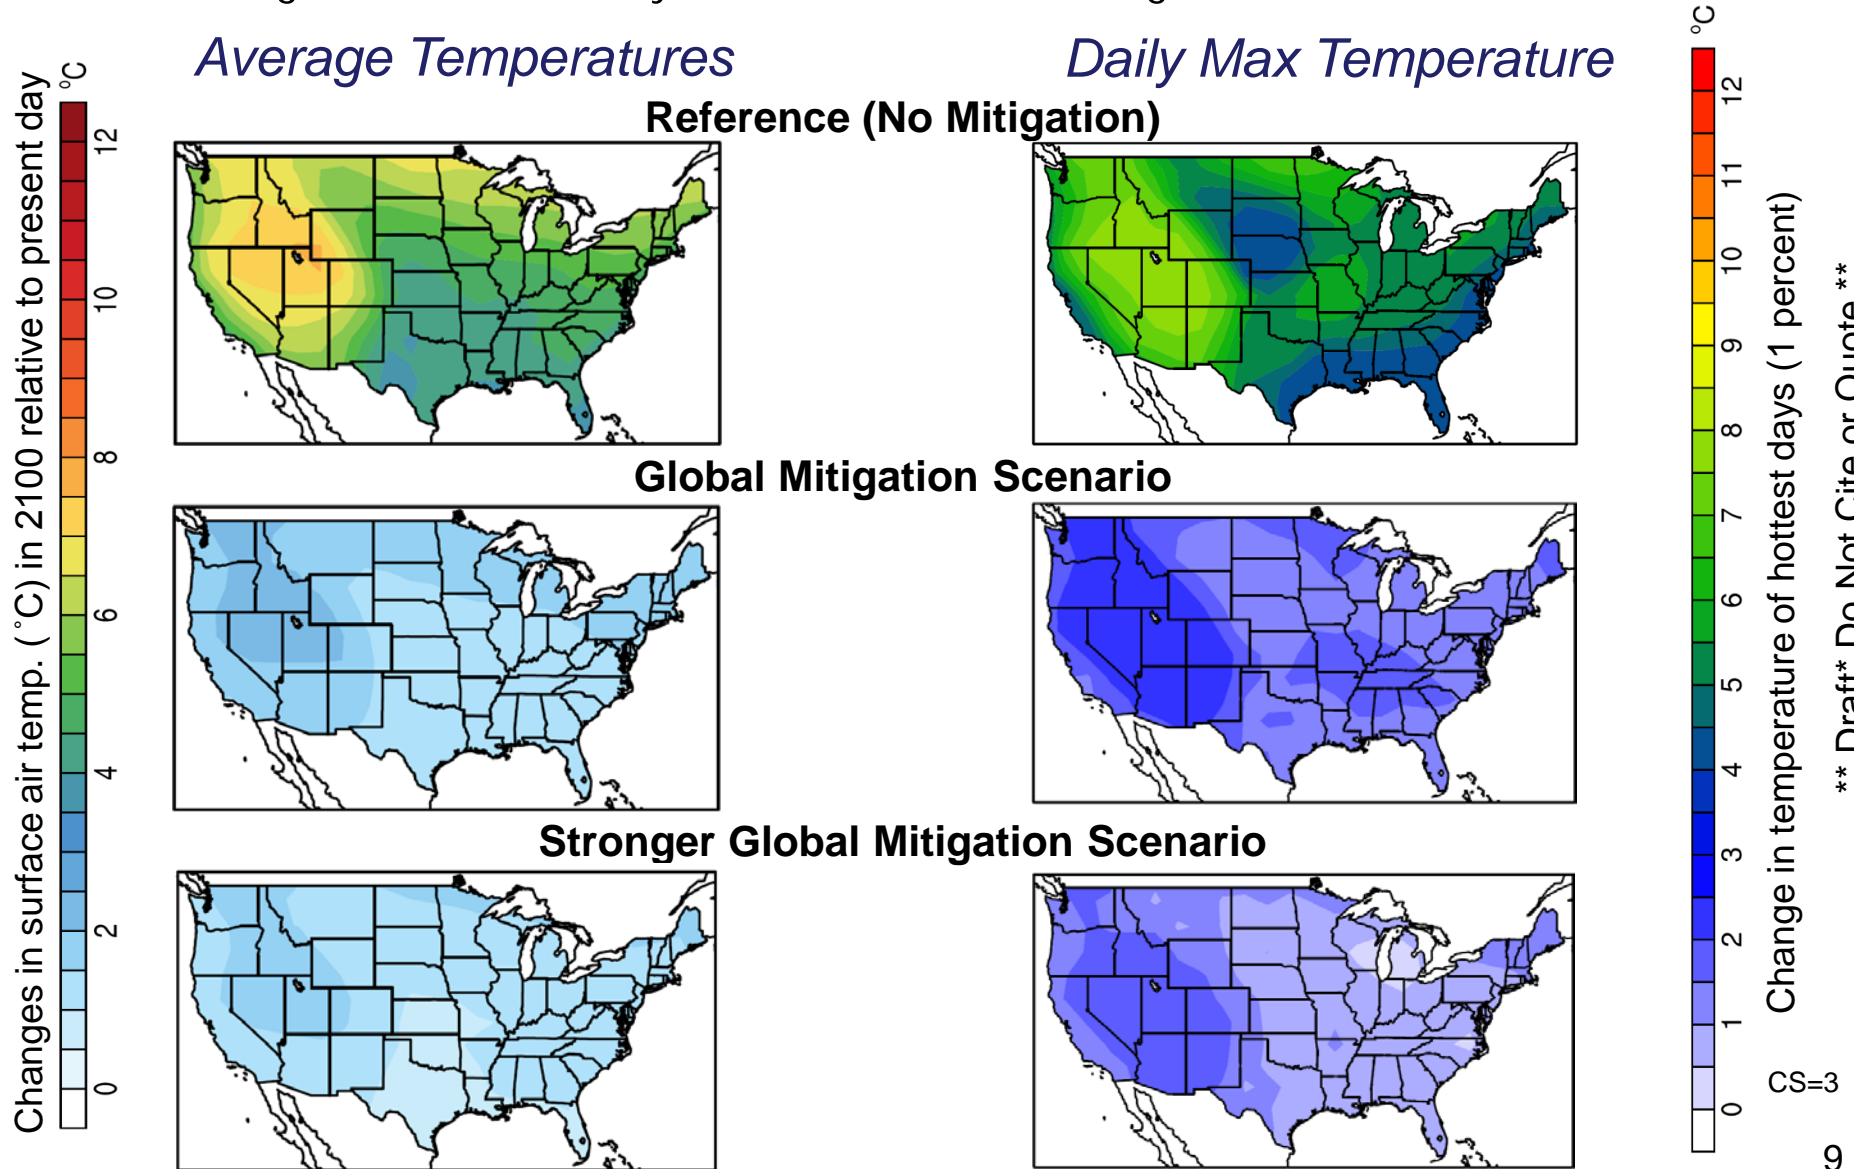 Average Temperatures
Daily Max Temperature
Reference (No Mitigation)
Global Mitigation Scenario
Stronger Global Mitigation Scenario
Changes in surface air temp. (˚C) in 2100 relative to present day
ºC
12
10
8
6
4
2
0
ºC
12
11
10
9
8
7
6
5
4
3
2
1
0
Change in temperature of hottest days (1 percent)
** Draft* Do Not Cite or Quote **
CS=3
9